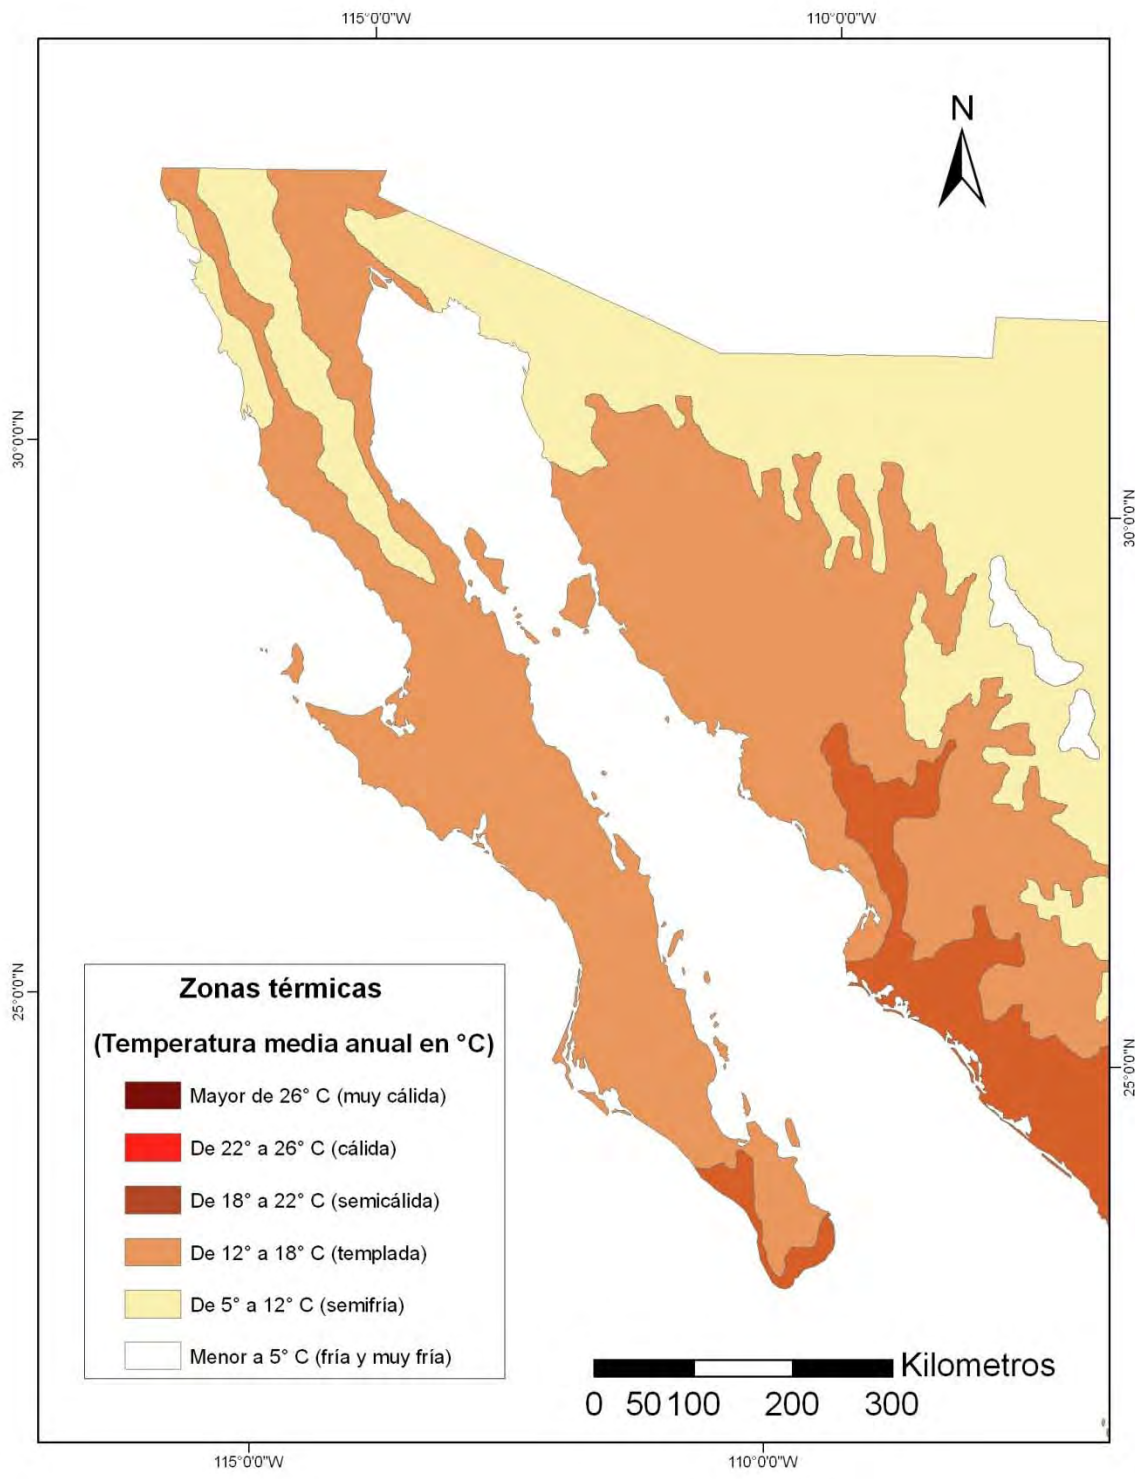 115°0'0"W
110°0'0"W
N
30°0'0"N
30°0'0"N
25°0'0"N
25°0'0"N
Zonas térmicas
(Temperatura media anual en °C)
Mayor de 26° C (muy cálida)
De 22° a 26° C (cálida)
De 18° a 22° C (semicálida)
De 12° a 18° C (templada)
De 5° a 12° C (semifría)
Menor a 5° C (fría y muy fría)
Kilometros
0 50 100 200 300
115°0'0"W
110°0'0"W